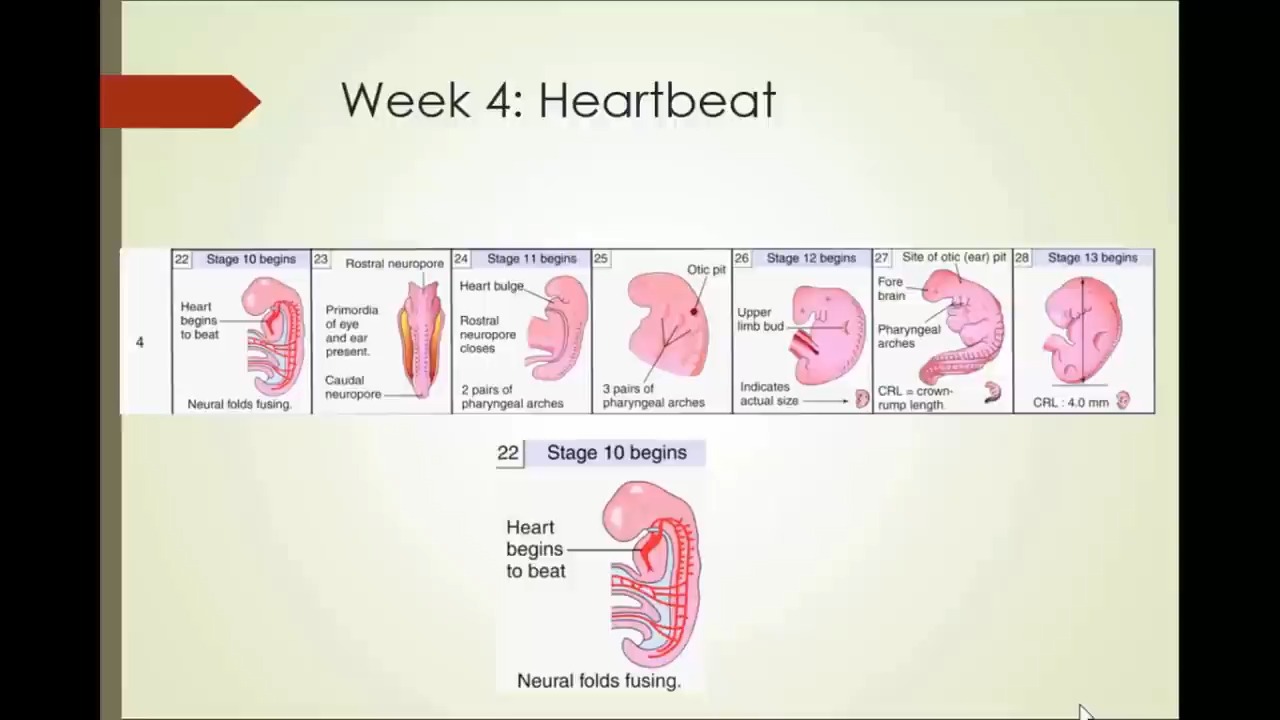 Week 4: Heartbeat
4
22 Stage 10 begins
Heart
begins
to beat
Neural folds fusing.
23
Rostral neuropore
Primordia
of eye
and ear
present.
Caudal
neuropore
24 Stage 11 begins
Heart bulge
Rostral
neuropore
closes
2 pairs of
pharyngeal arches
25
Otic pit
3 pairs of
pharyngeal arches
26 Stage 12 begins
Upper
limb bud
Indicates
actual size
27 Site of otic (ear) pit
Fore
brain
Pharyngeal
arches
CRL = crown-
rump length
28 Stage 13 begins
CRL : 4.0 mm
22 Stage 10 begins
Heart
begins
to beat
Neural folds fusing.